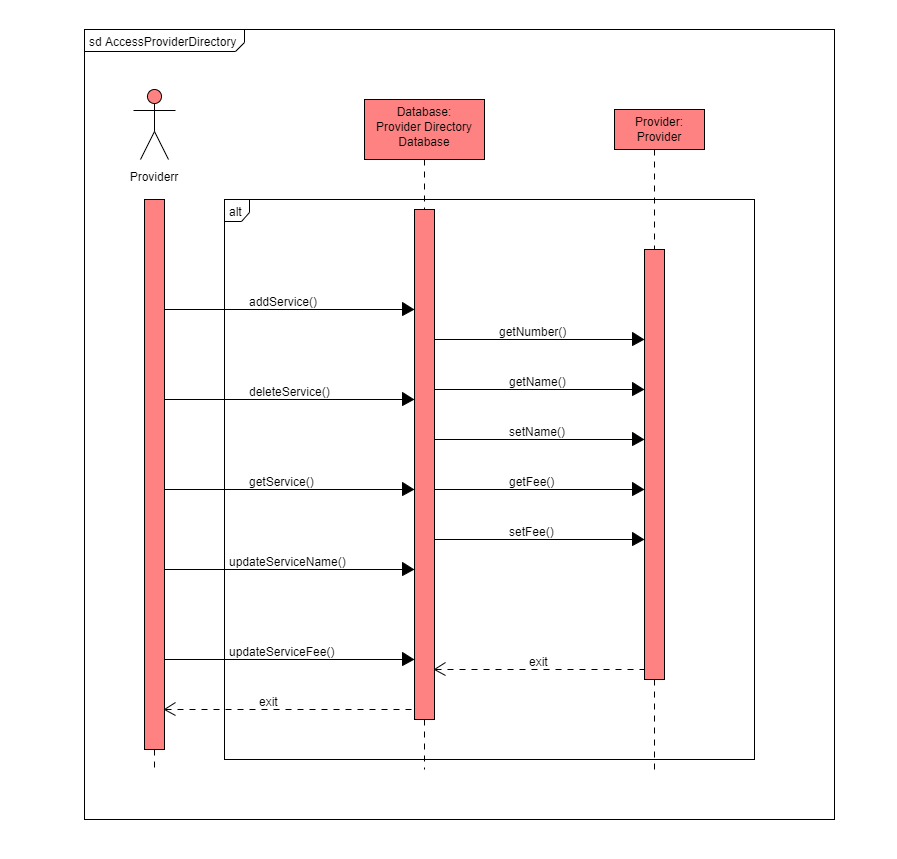 sd AccessProviderDirectory
Database:
Provider Directory
Database
Provider:
Provider
Providerr
alt
addService()
getNumber()
getName()
deleteService()
setName()
getService()
getFee()
setFee()
updateServiceName()
updateServiceFee()
exit
exit